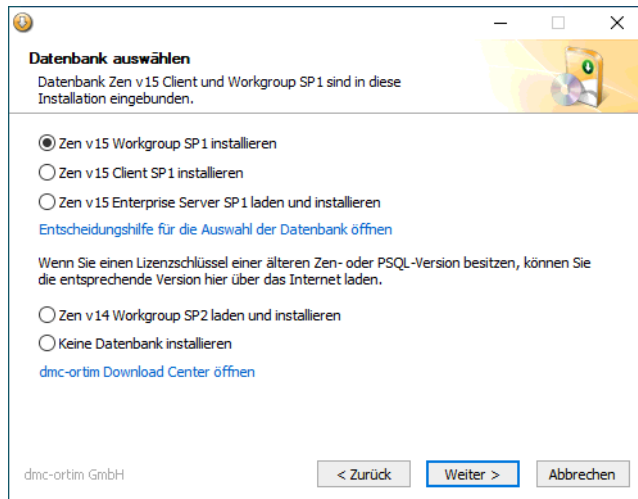 Datenbank auswählen
Datenbank Zen v15 Client und Workgroup SP1 sind in diese
Installation eingebunden.
Zen v15 Workgroup SP1 installieren
Zen v15 Client SP1 installieren
Zen v15 Enterprise Server SP1 laden und installieren
Entscheidungshilfe für die Auswahl der Datenbank öffnen
Wenn Sie einen Lizenzschlüssel einer älteren Zen- oder PSQL-Version besitzen, können Sie
die entsprechende Version hier über das Internet laden.
Zen v14 Workgroup SP2 laden und installieren
Keine Datenbank installieren
dmc-ortim Download Center öffnen
dmc-ortim GmbH
< Zurück
Weiter >
Abbrechen